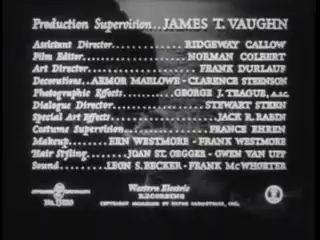 Production Supervision...JAMES T. VAUGHN
Assistant Director............RIDGEWAY CALLOW
Film Editor....................NORMAN COLBERT
Art Director..................FRANK DURLAUF
Decorations...ARMOR MARLOWE - CLARENCE STEENSON
Photographic Effects..........GEORGE J. TEAGUE, A.S.C.
Dialogue Director..............STEWART STERN
Special Art Effects.............JACK R. RABIN
Costume Supervision.........FRANCE EHREN
Makeup........ERN WESTMORE - FRANK WESTMORE
Hair Styling......JOAN ST. OEGGER - GWEN VAN UPP
Sound.........LEON S. BECKER - FRANK McWHORTER
Western Electric
RECORDING
No.